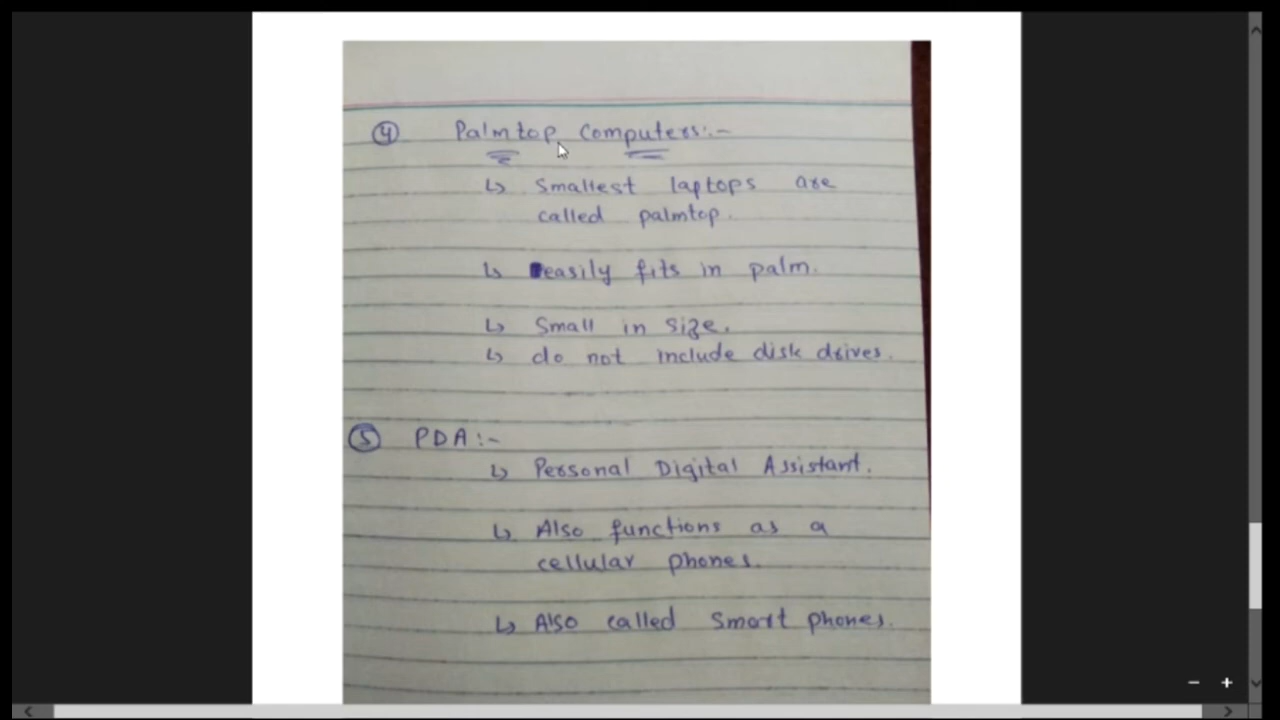 ④ Palmtop Computers:-
↳ Smallest laptops are
called palmtop.
↳ easily fits in palm.
↳ Small in size.
↳ do not include disk drives.
⑤ PDA:-
↳ Personal Digital Assistant.
↳ Also functions as a
cellular phones.
↳ Also called Smart phones.